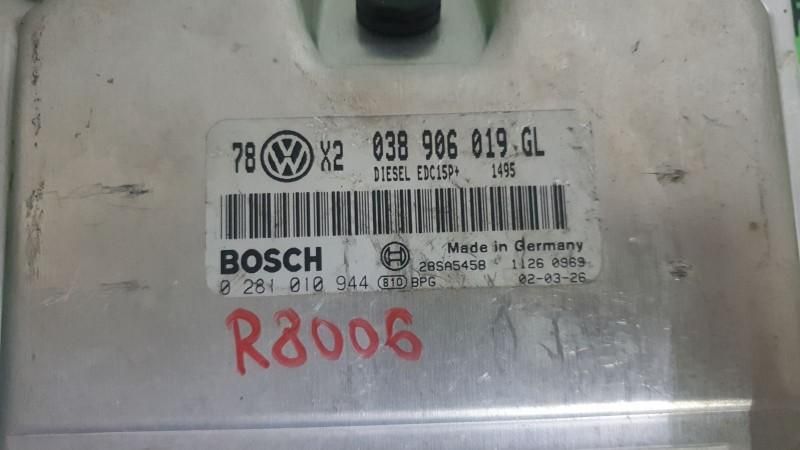 78 VW X2 038 906 019 GL
DIESEL EDC15P+ 1495
BOSCH Made in Germany
28SA5458 1126 0969
0 281 010 944 810 BPG 02-03-26
R8006